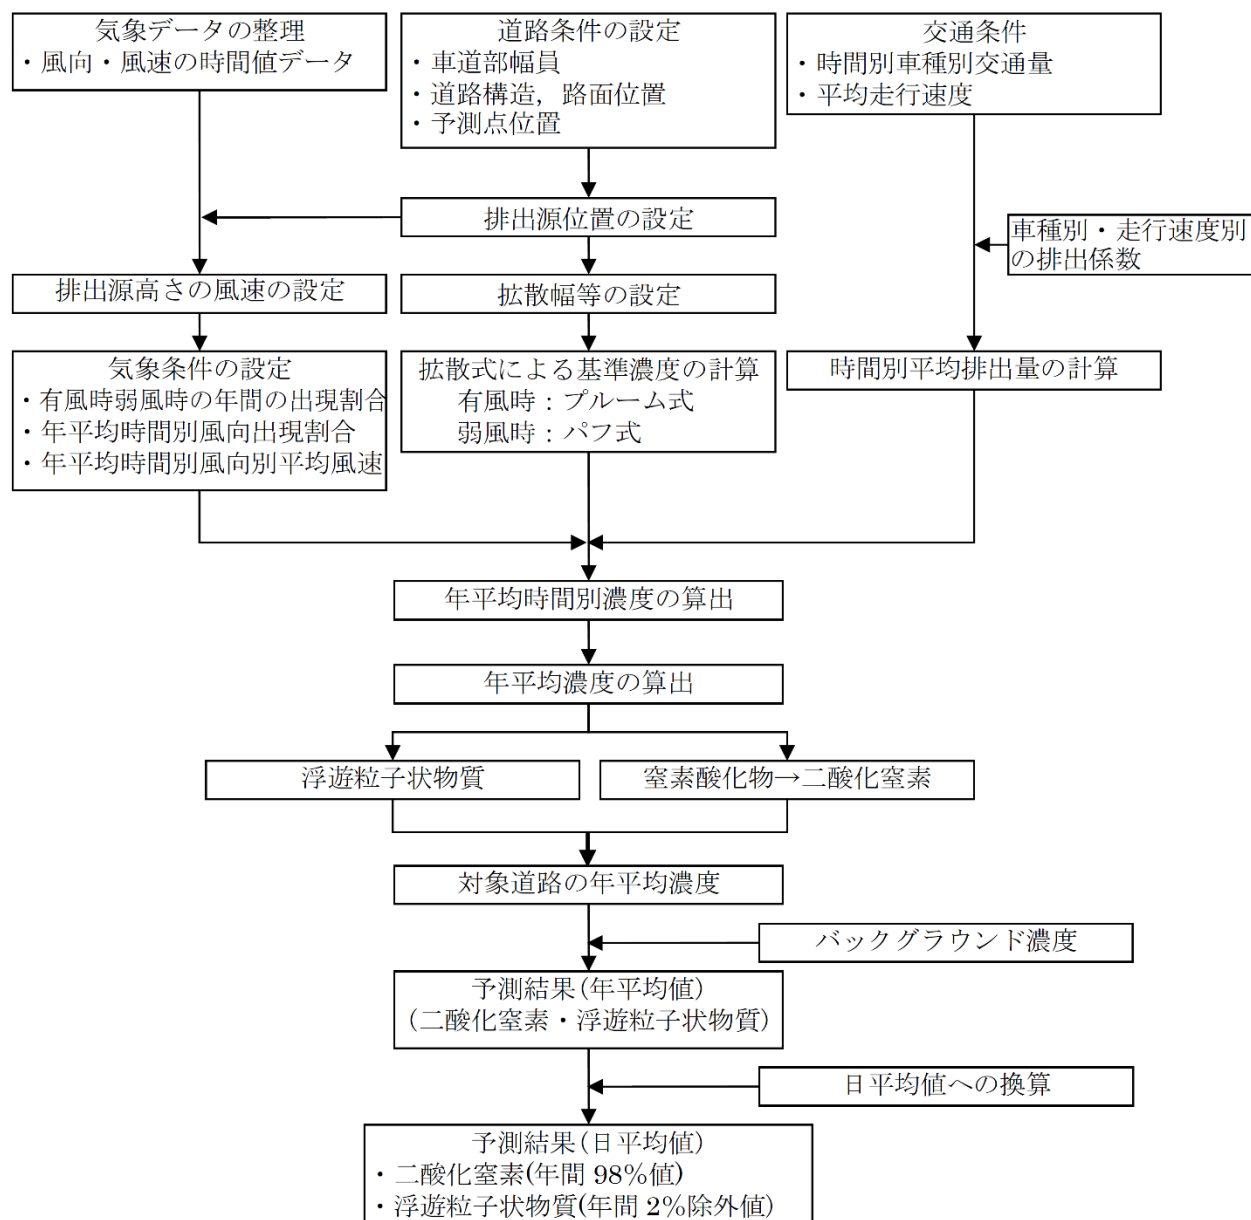 気象データの整理
・風向・風速の時間値データ
道路条件の設定
・車道部幅員
・道路構造，路面位置
・予測点位置
交通条件
・時間別車種別交通量
・平均走行速度
排出源位置の設定
車種別・走行速度別
の排出係数
排出源高さの風速の設定
拡散幅等の設定
気象条件の設定
・有風時弱風時の年間の出現割合
・年平均時間別風向出現割合
・年平均時間別風向別平均風速
拡散式による基準濃度の計算
有風時：プルーム式
弱風時：パフ式
時間別平均排出量の計算
年平均時間別濃度の算出
年平均濃度の算出
浮遊粒子状物質
窒素酸化物→二酸化窒素
対象道路の年平均濃度
バックグラウンド濃度
予測結果(年平均値)
(二酸化窒素・浮遊粒子状物質)
日平均値への換算
予測結果(日平均値)
・二酸化窒素(年間 98%値)
・浮遊粒子状物質(年間 2%除外値)